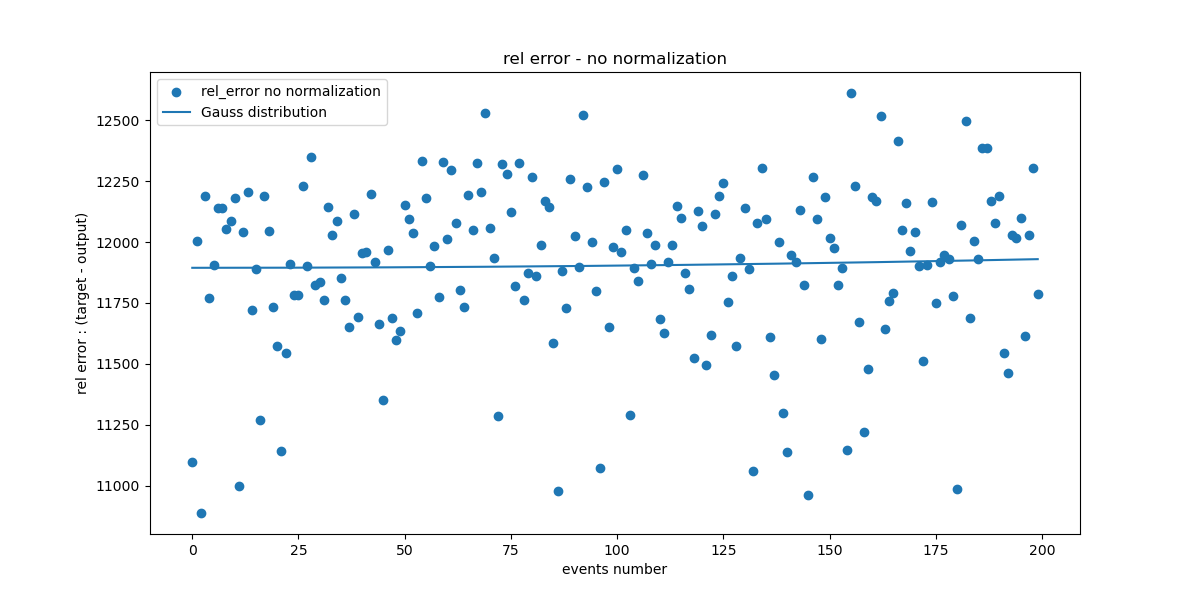 rel error - no normalization
rel_error no normalization
Gauss distribution
rel error : (target - output)
12500
12250
12000
11750
11500
11250
11000
0 25 50 75 100 125 150 175 200
events number